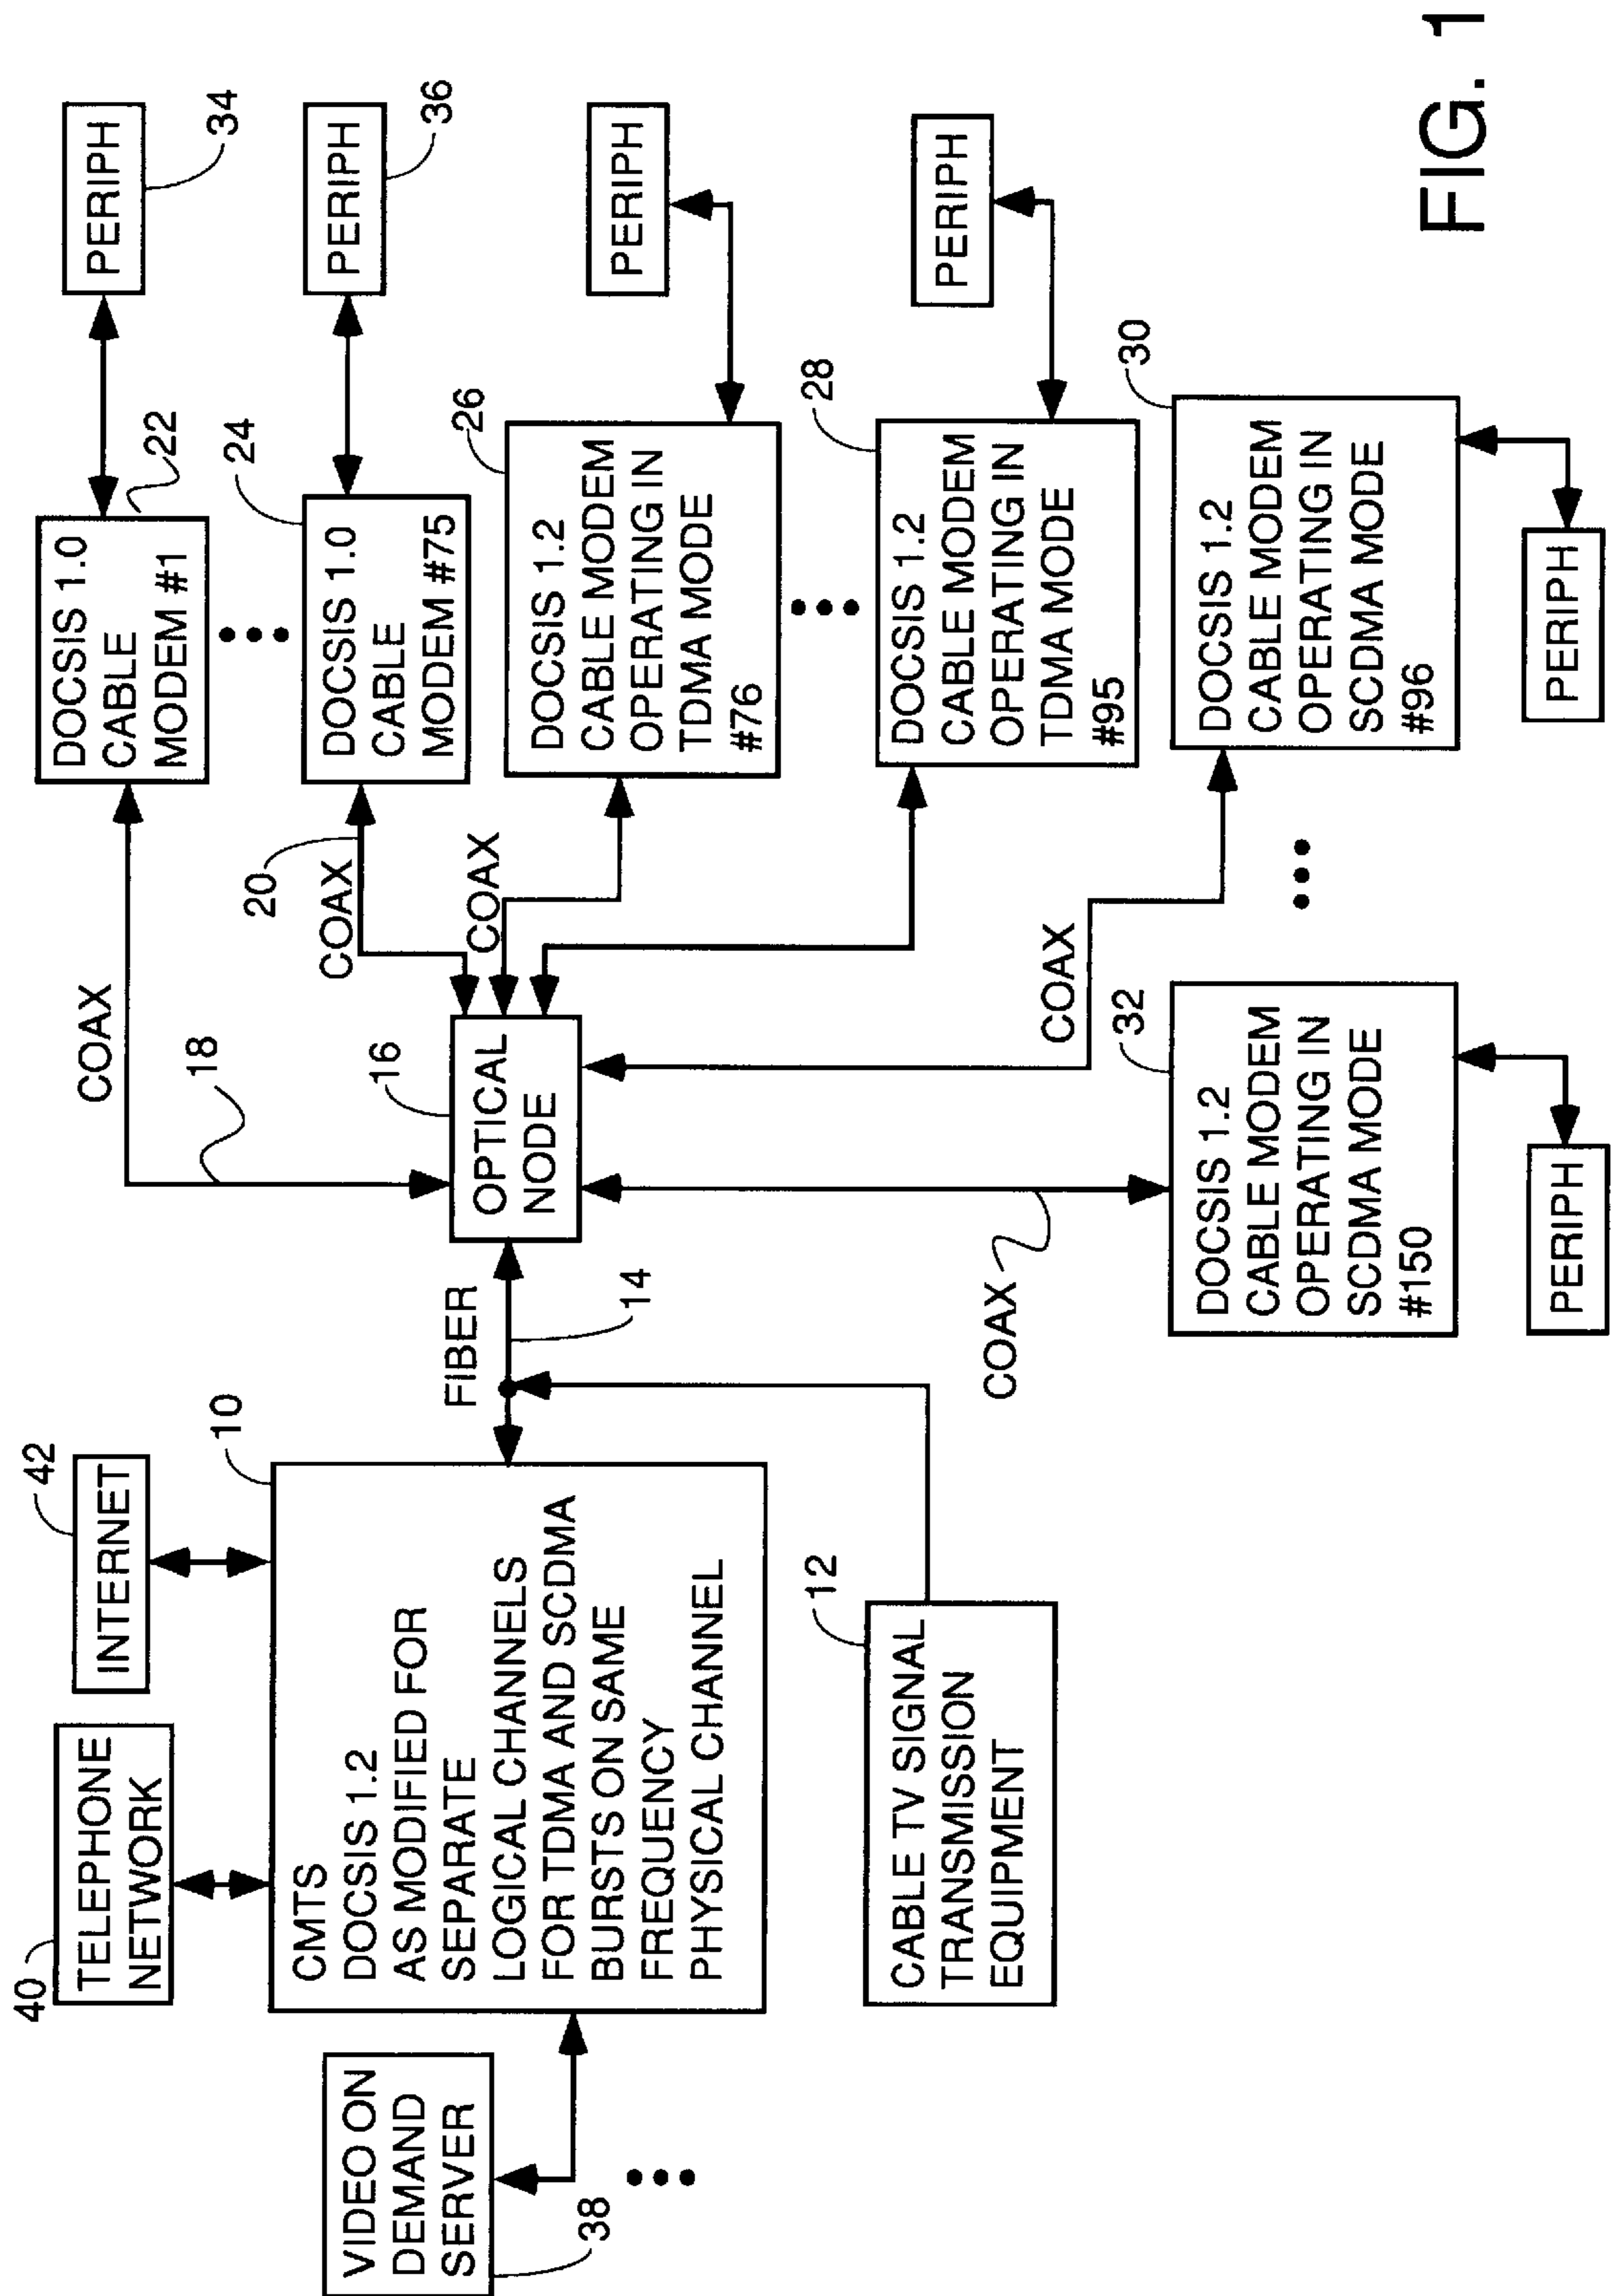 40
TELEPHONE
NETWORK
42
INTERNET
10
CMTS
DOCSIS 1.2
AS MODIFIED FOR
SEPARATE
LOGICAL CHANNELS
FOR TDMA AND SCDMA
BURSTS ON SAME
FREQUENCY
PHYSICAL CHANNEL
VIDEO ON
DEMAND
SERVER
38
12
CABLE TV SIGNAL
TRANSMISSION
EQUIPMENT
FIBER
14
16
OPTICAL
NODE
18
COAX
20
COAX
COAX
COAX
COAX
DOCSIS 1.0
CABLE
MODEM #1
22
PERIPH
34
24
DOCSIS 1.0
CABLE
MODEM #75
PERIPH
36
26
DOCSIS 1.2
CABLE MODEM
OPERATING IN
TDMA MODE
#76
PERIPH
28
DOCSIS 1.2
CABLE MODEM
OPERATING IN
TDMA MODE
#95
PERIPH
30
DOCSIS 1.2
CABLE MODEM
OPERATING IN
SCDMA MODE
#96
PERIPH
32
DOCSIS 1.2
CABLE MODEM
OPERATING IN
SCDMA MODE
#150
PERIPH
FIG. 1